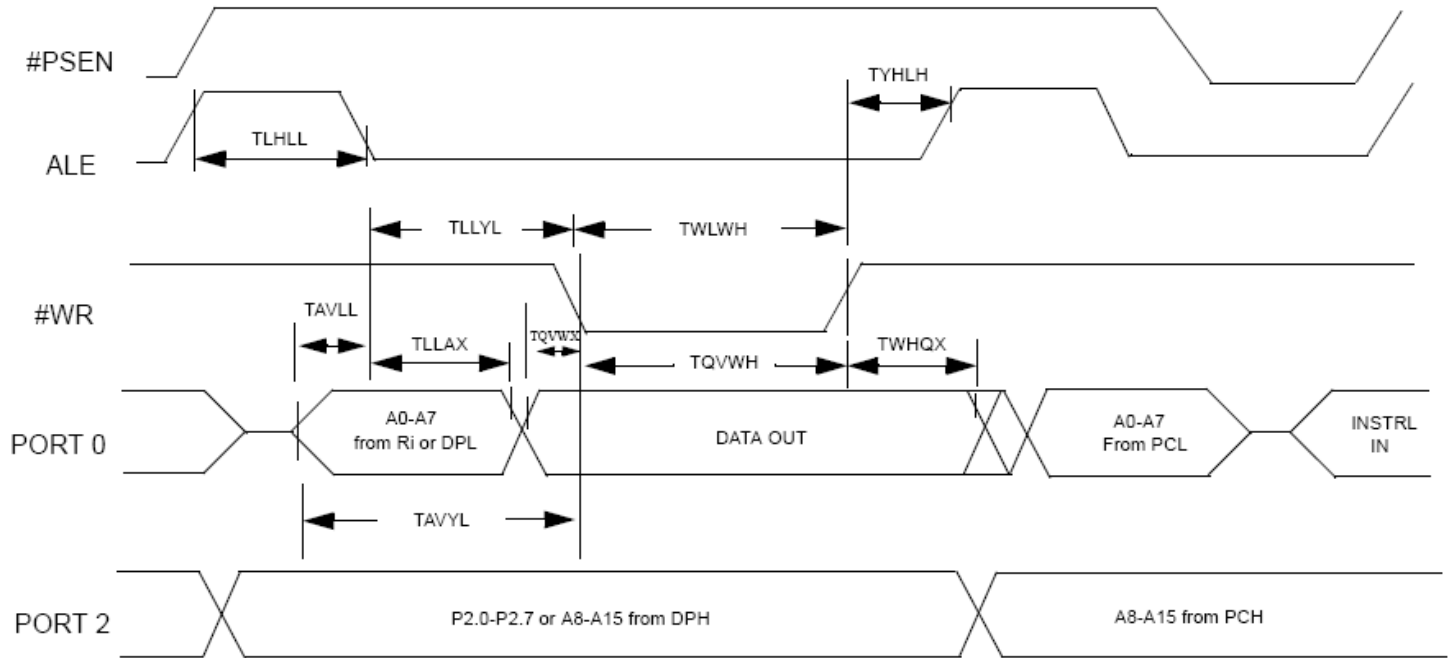 #PSEN
TYHLH
TLHLL
ALE
TLLYL
TWLWH
#WR
TAVLL
TQVWX
TLLAX
TQVWH
TWHQX
PORT 0
A0-A7
from Ri or DPL
DATA OUT
A0-A7
From PCL
INSTRL
IN
TAVYL
PORT 2
P2.0-P2.7 or A8-A15 from DPH
A8-A15 from PCH